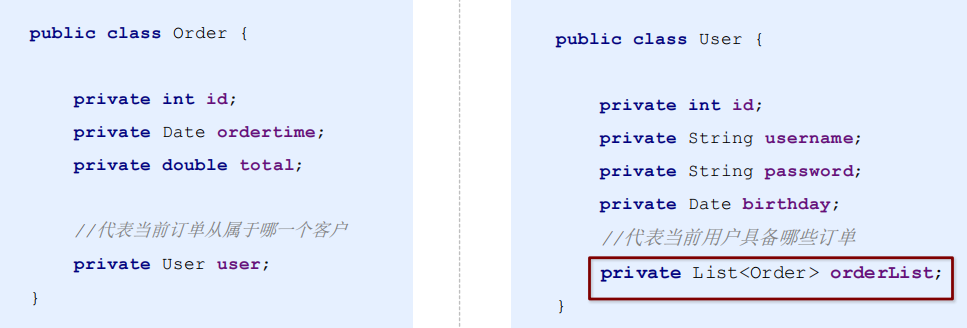 public class Order {
private int id;
private Date ordertime;
private double total;
//代表当前订单从属于哪一个客户
private User user;
}
public class User {
private int id;
private String username;
private String password;
private Date birthday;
//代表当前用户具备哪些订单
private List<Order> orderList;
}